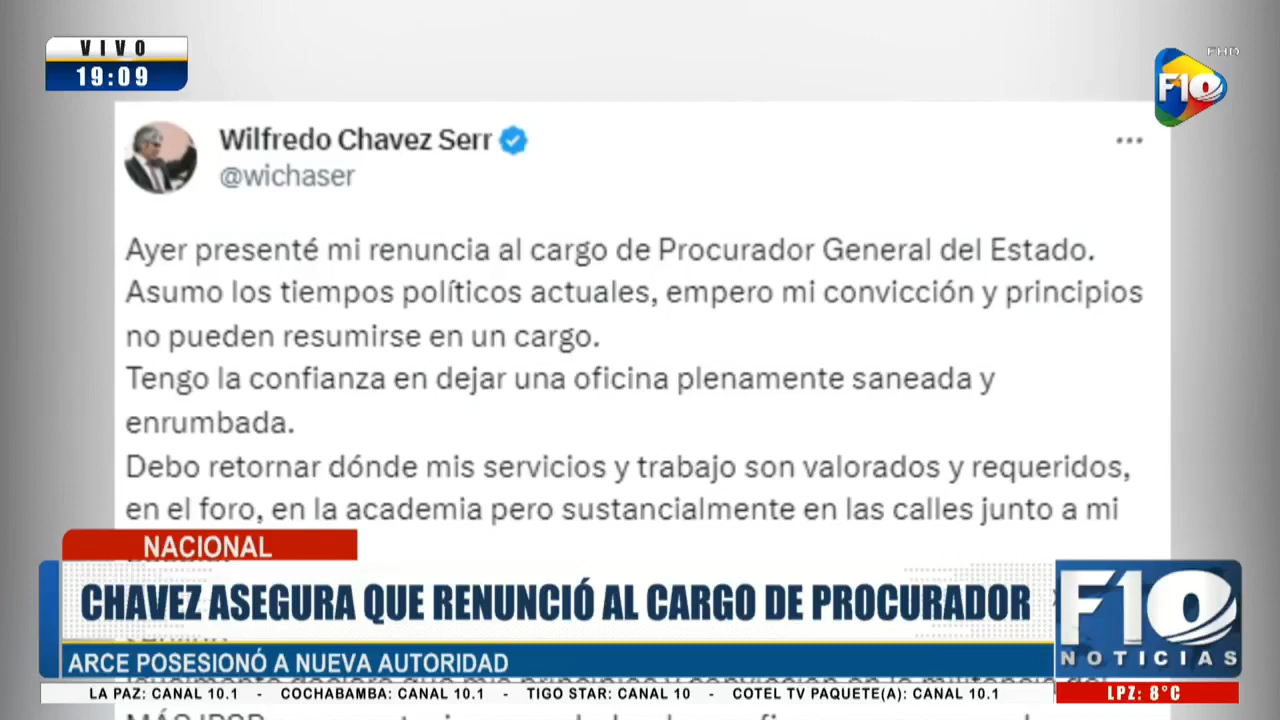 VIVO
19:09
FHD
F10
Wilfredo Chavez Serr
@wichaser
Ayer presenté mi renuncia al cargo de Procurador General del Estado.
Asumo los tiempos políticos actuales, empero mi convicción y principios
no pueden resumirse en un cargo.
Tengo la confianza en dejar una oficina plenamente saneada y
enrumbada.
Debo retornar dónde mis servicios y trabajo son valorados y requeridos,
en el foro, en la academia pero sustancialmente en las calles junto a mi
NACIONAL
CHAVEZ ASEGURA QUE RENUNCIÓ AL CARGO DE PROCURADOR
ARCE POSESIONÓ A NUEVA AUTORIDAD
F10
NOTICIAS
LA PAZ: CANAL 10.1 - COCHABAMBA: CANAL 10.1 - TIGO STAR: CANAL 10 - COTEL TV PAQUETE(A): CANAL 10.1
LPZ: 8°C